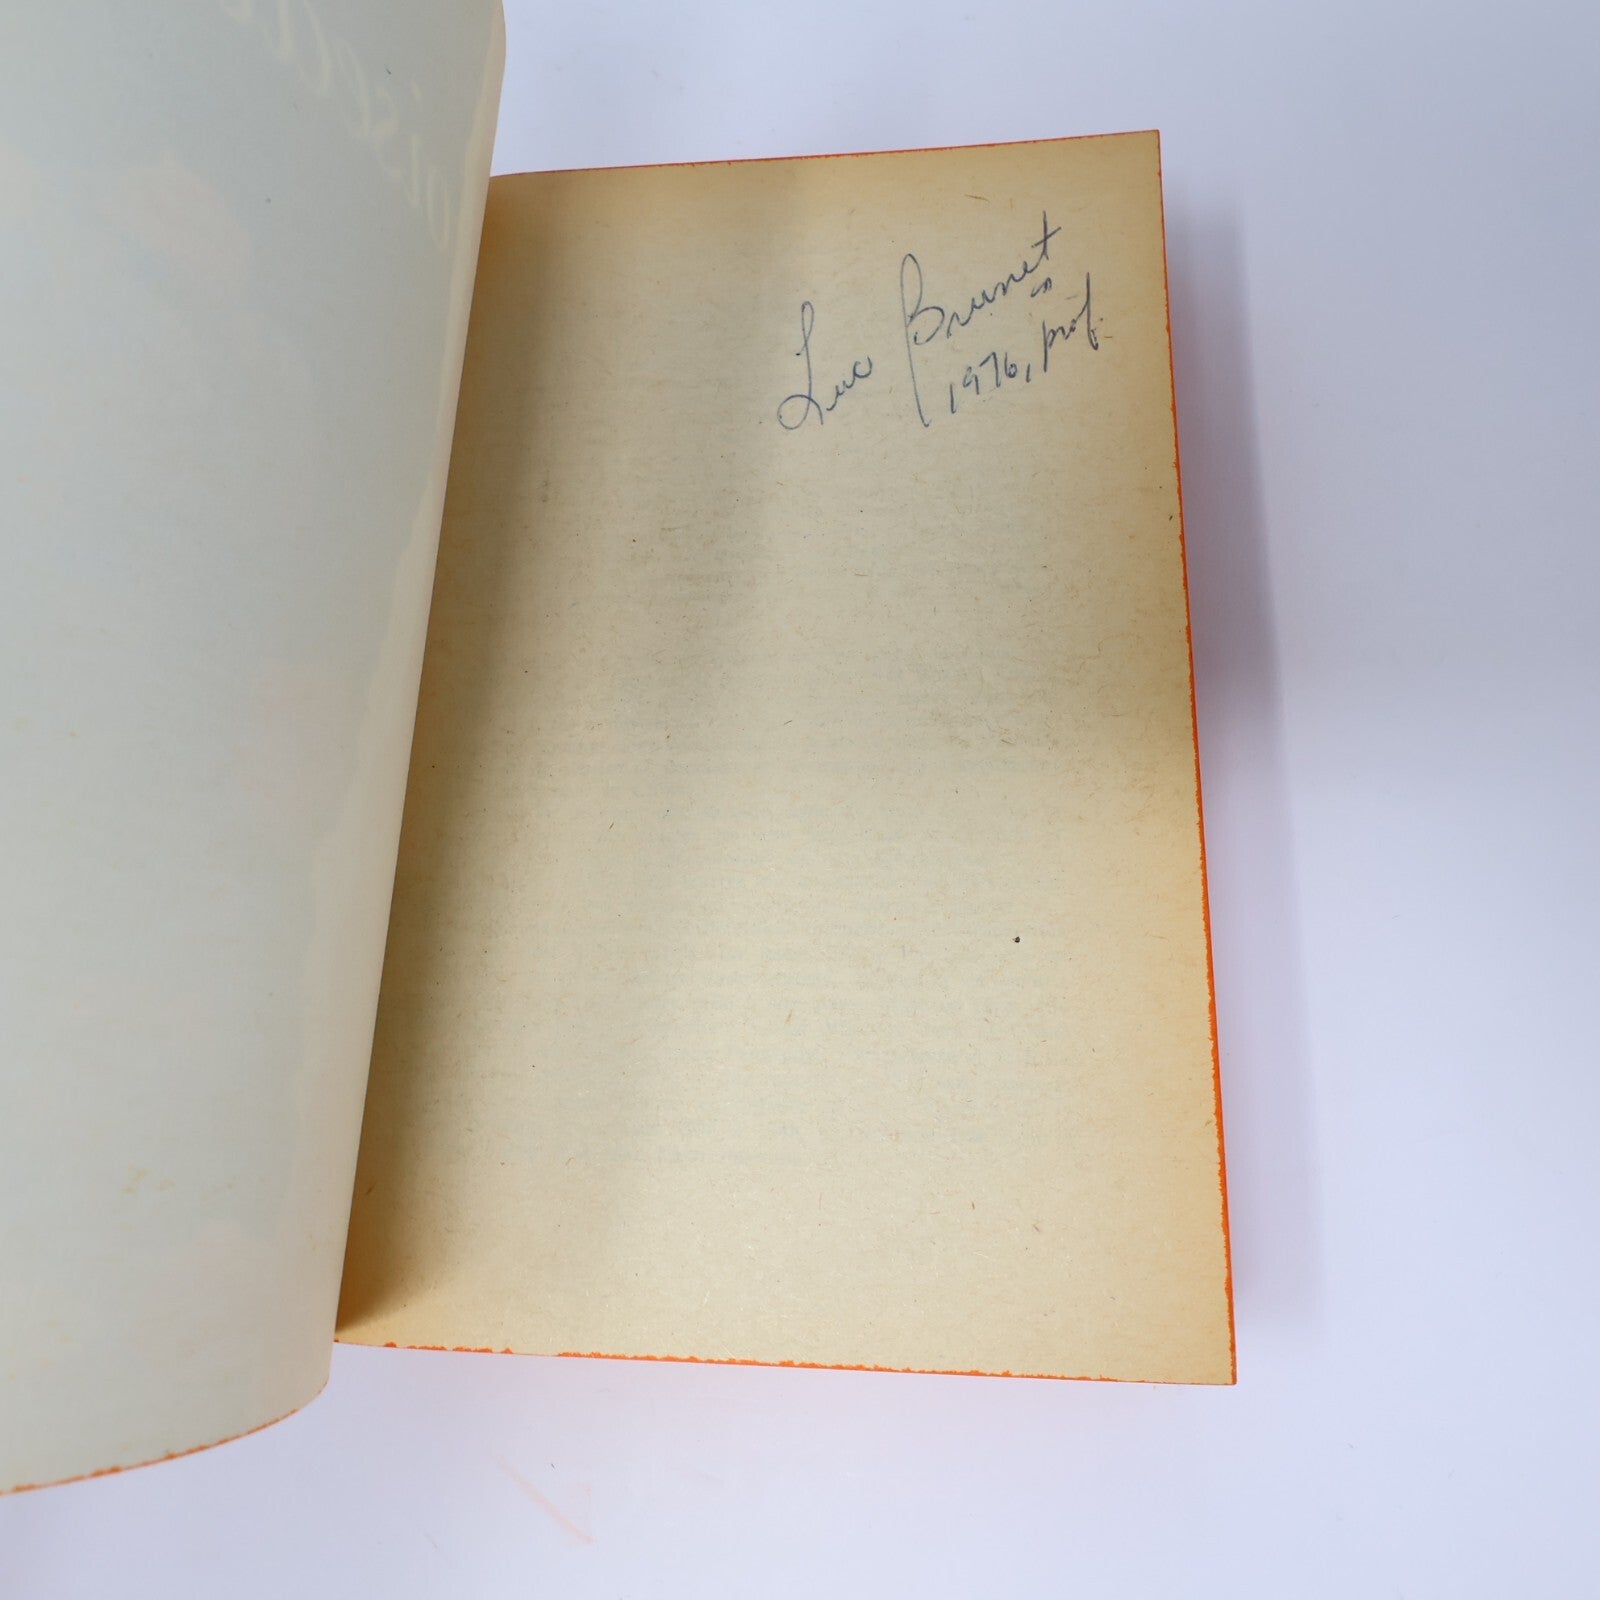 Luc Brunet
1976, prof.